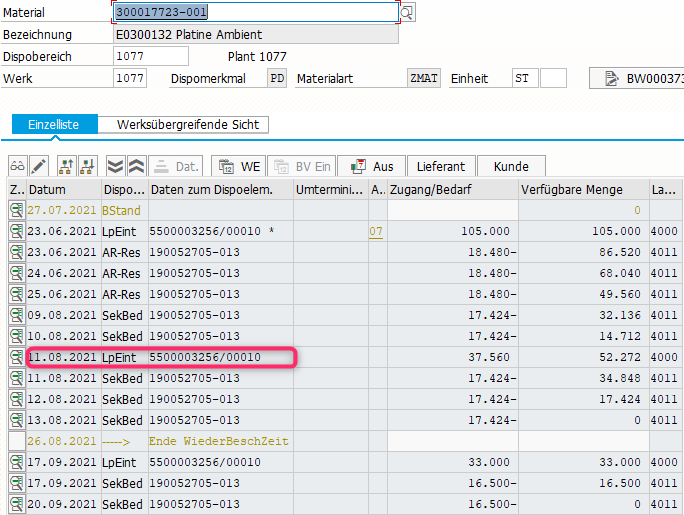 Material 300017723-001
Bezeichnung E0300132 Platine Ambient
Dispobereich 1077 Plant 1077
Werk 1077 Dispomerkmal PD Materialart ZMAT Einheit ST BW000373
Einzelliste Werksübergreifende Sicht
Dat. WE BV Ein Aus Lieferant Kunde
Z.. Datum Dispo... Daten zum Dispoelem. Umtermini... A.. Zugang/Bedarf Verfügbare Menge La...
27.07.2021 BStand 0
23.06.2021 LpEint 5500003256/00010 * 07 105.000 105.000 4000
23.06.2021 AR-Res 190052705-013 18.480- 86.520 4011
24.06.2021 AR-Res 190052705-013 18.480- 68.040 4011
25.06.2021 AR-Res 190052705-013 18.480- 49.560 4011
09.08.2021 SekBed 190052705-013 17.424- 32.136 4011
10.08.2021 SekBed 190052705-013 17.424- 14.712 4011
11.08.2021 LpEint 5500003256/00010 37.560 52.272 4000
11.08.2021 SekBed 190052705-013 17.424- 34.848 4011
12.08.2021 SekBed 190052705-013 17.424- 17.424 4011
13.08.2021 SekBed 190052705-013 17.424- 0 4011
26.08.2021 -----> Ende WiederBeschZeit
17.09.2021 LpEint 5500003256/00010 33.000 33.000 4000
17.09.2021 SekBed 190052705-013 16.500- 16.500 4011
20.09.2021 SekBed 190052705-013 16.500- 0 4011